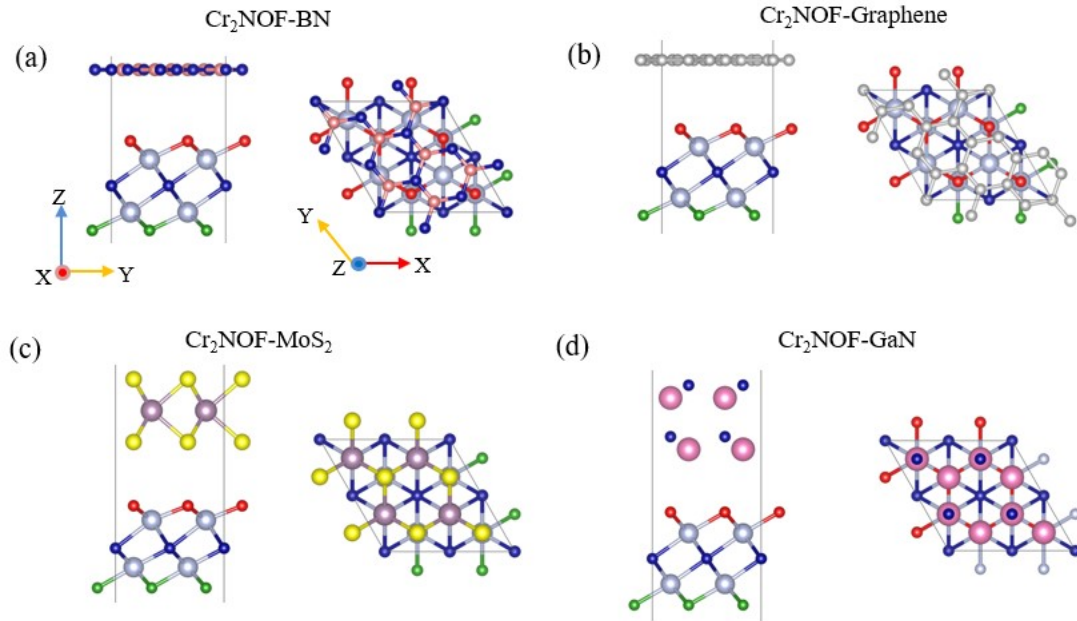 Cr₂NOF-BN
Cr₂NOF-Graphene
(a)
(b)
Z
X
Y
Y
Z
X
Cr₂NOF-MoS₂
Cr₂NOF-GaN
(c)
(d)